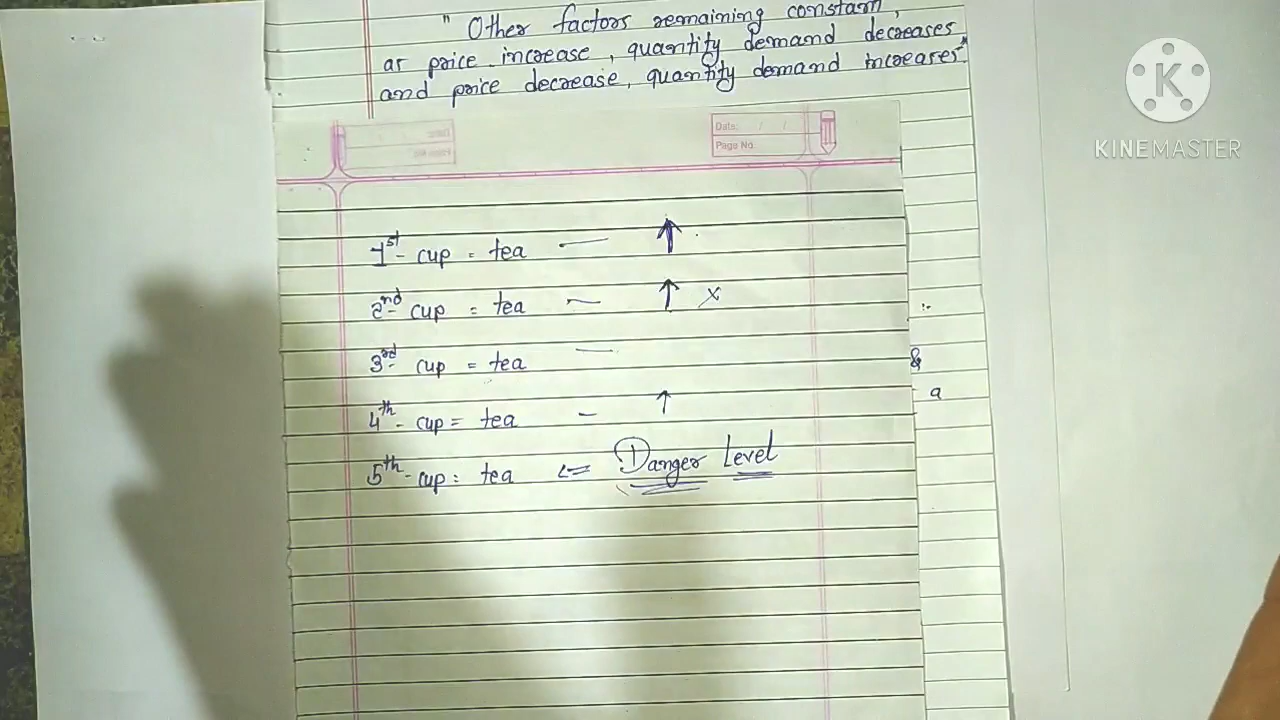 " Other factors remaining constant,
as price increase, quantity demand decreases
and price decrease, quantity demand increases"
Date: / /
Page No.
K
KINEMASTER
1st cup = tea — ↑
2nd cup = tea — ↑ x
3rd cup = tea —
&
4th cup = tea — ↑
a
5th cup = tea <= Danger Level